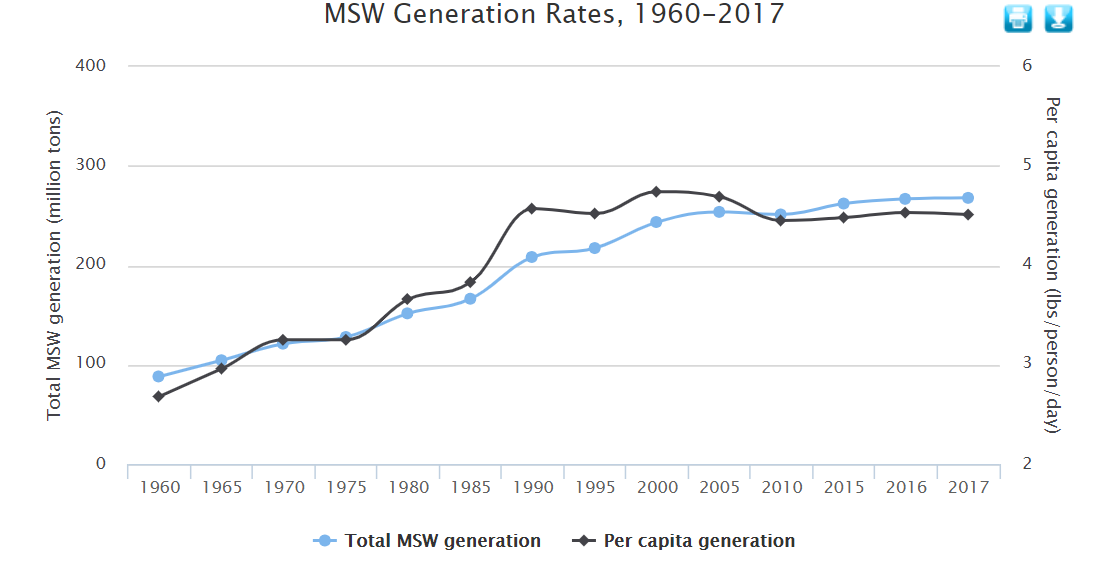 MSW Generation Rates, 1960–2017
400
300
200
100
0
Total MSW generation (million tons)
6
5
4
3
2
Per capita generation (lbs/person/day)
1960 1965 1970 1975 1980 1985 1990 1995 2000 2005 2010 2015 2016 2017
Total MSW generation Per capita generation